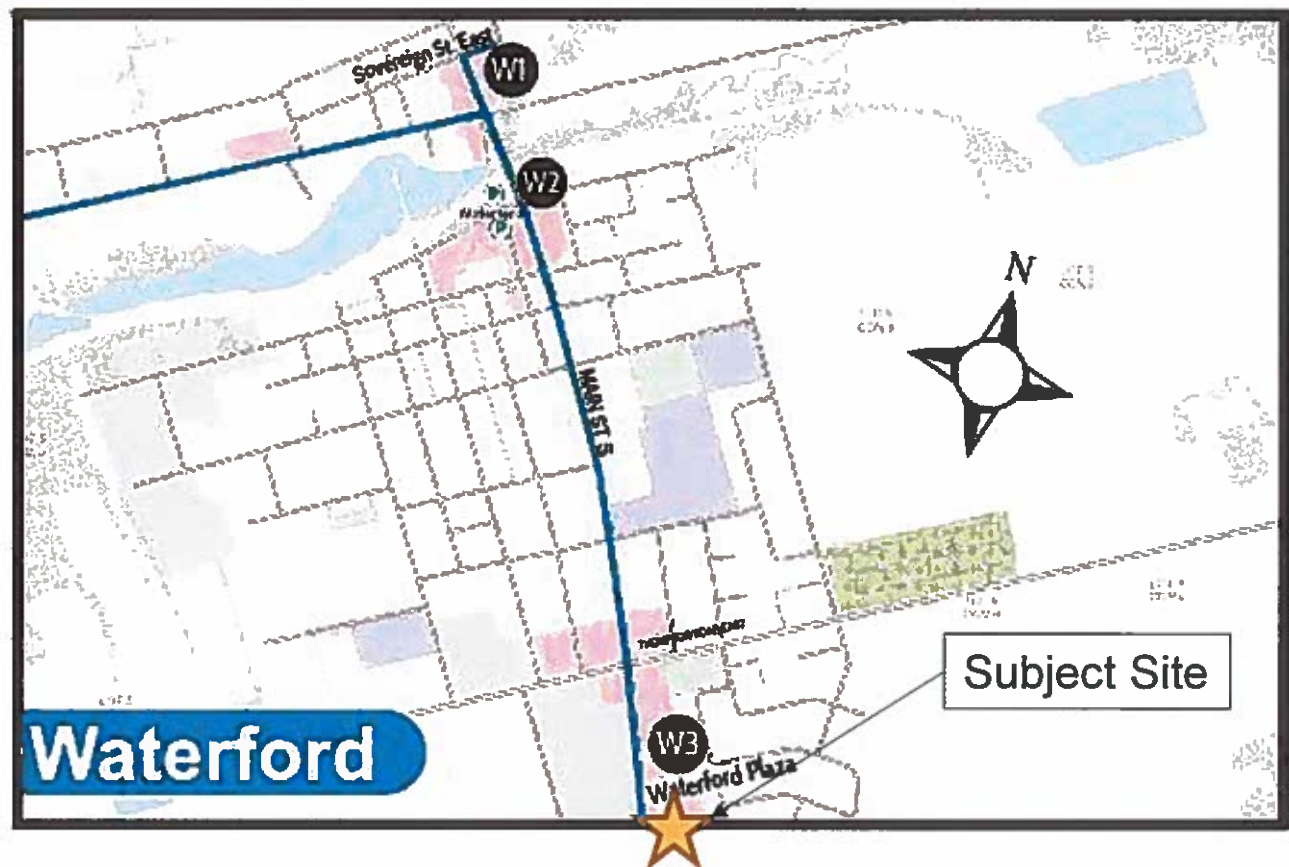 Sovereign St. East
W1
W2
N
MAIN ST S
Subject Site
W3
Waterford Plaza
Waterford